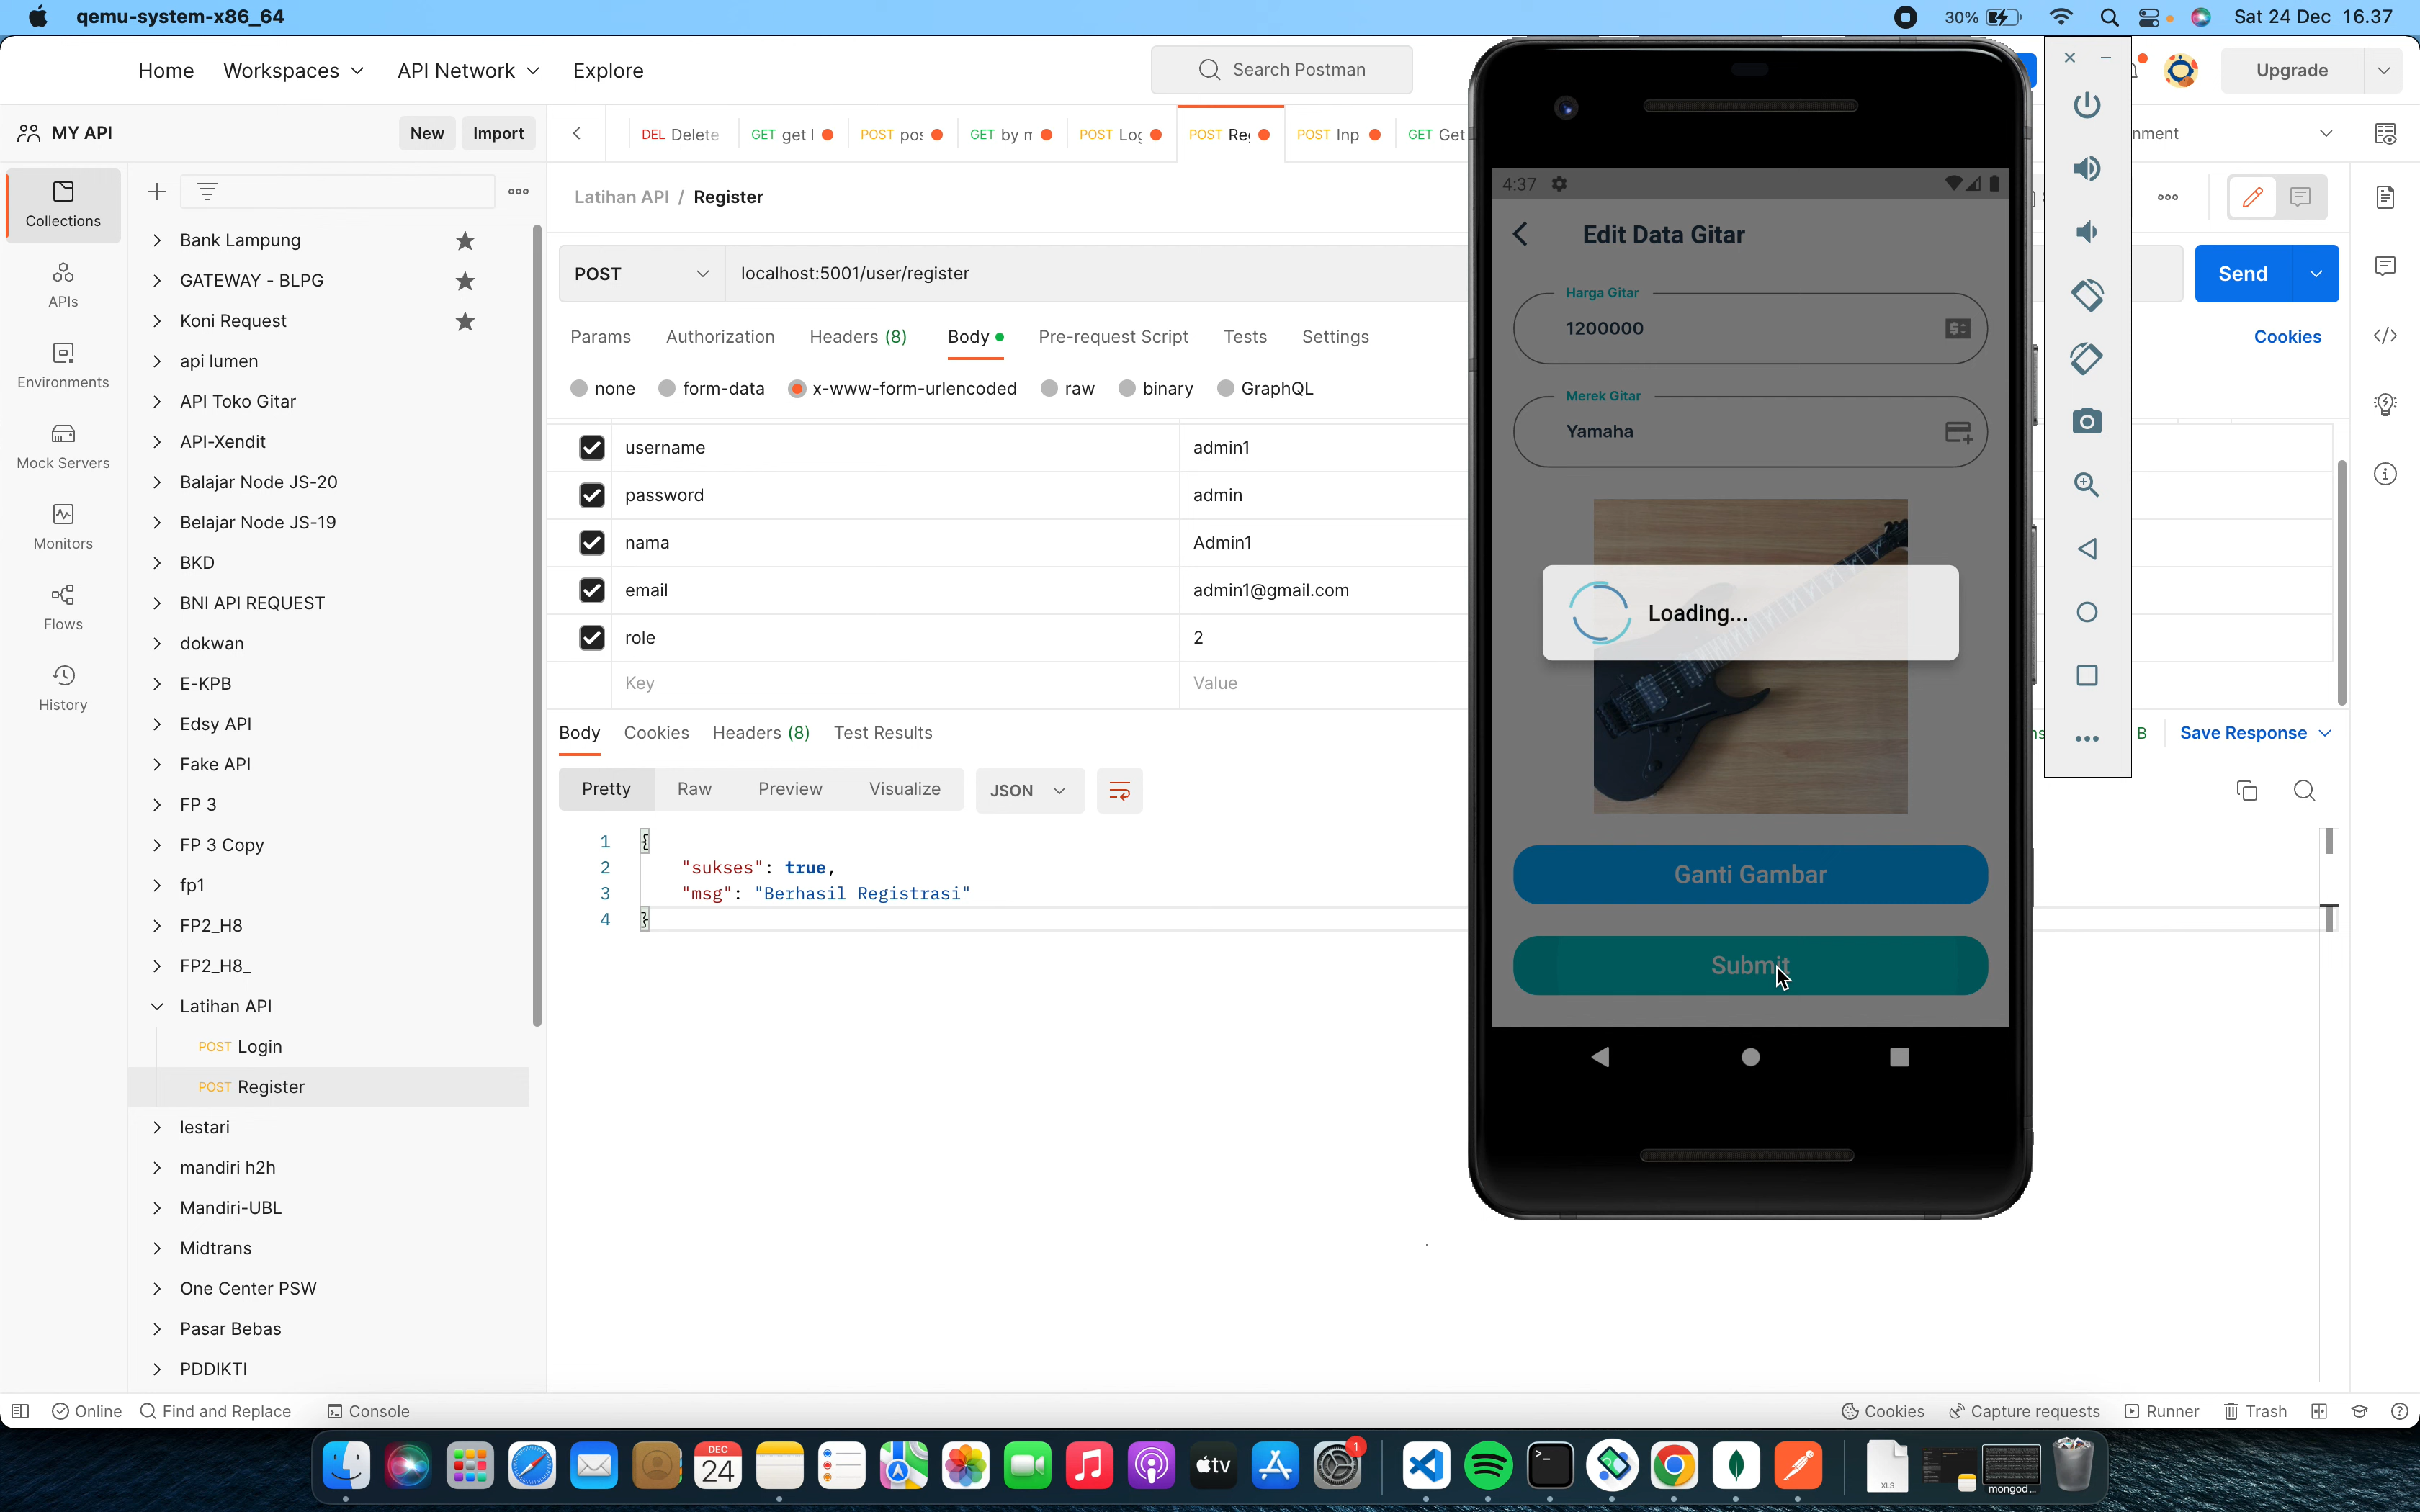 qemu-system-x86_64
30%
Sat 24 Dec 16.37
Home
Workspaces
API Network
Explore
Search Postman
Upgrade
MY API
New
Import
DEL Delete
GET get
POST pos
GET by
POST Log
POST Re
POST Inp
GET Get
nment
Collections
APIs
Environments
Mock Servers
Monitors
Flows
History
Bank Lampung
GATEWAY - BLPG
Koni Request
api lumen
API Toko Gitar
API-Xendit
Balajar Node JS-20
Belajar Node JS-19
BKD
BNI API REQUEST
dokwan
E-KPB
Edsy API
Fake API
FP 3
FP 3 Copy
fp1
FP2_H8
FP2_H8_
Latihan API
POST Login
POST Register
lestari
mandiri h2h
Mandiri-UBL
Midtrans
One Center PSW
Pasar Bebas
PDDIKTI
Latihan API / Register
POST
localhost:5001/user/register
Send
Params
Authorization
Headers (8)
Body
Pre-request Script
Tests
Settings
Cookies
none
form-data
x-www-form-urlencoded
raw
binary
GraphQL
username admin1
password admin
nama Admin1
email admin1@gmail.com
role 2
Key Value
Body
Cookies
Headers (8)
Test Results
B
Save Response
Pretty
Raw
Preview
Visualize
JSON
1 {
2 "sukses": true,
3 "msg": "Berhasil Registrasi"
4 }
4:37
Edit Data Gitar
Harga Gitar
1200000
Merek Gitar
Yamaha
Loading...
Ganti Gambar
Submit
Online
Find and Replace
Console
Cookies
Capture requests
Runner
Trash
DEC
24
tv
1
XLS
mongod...